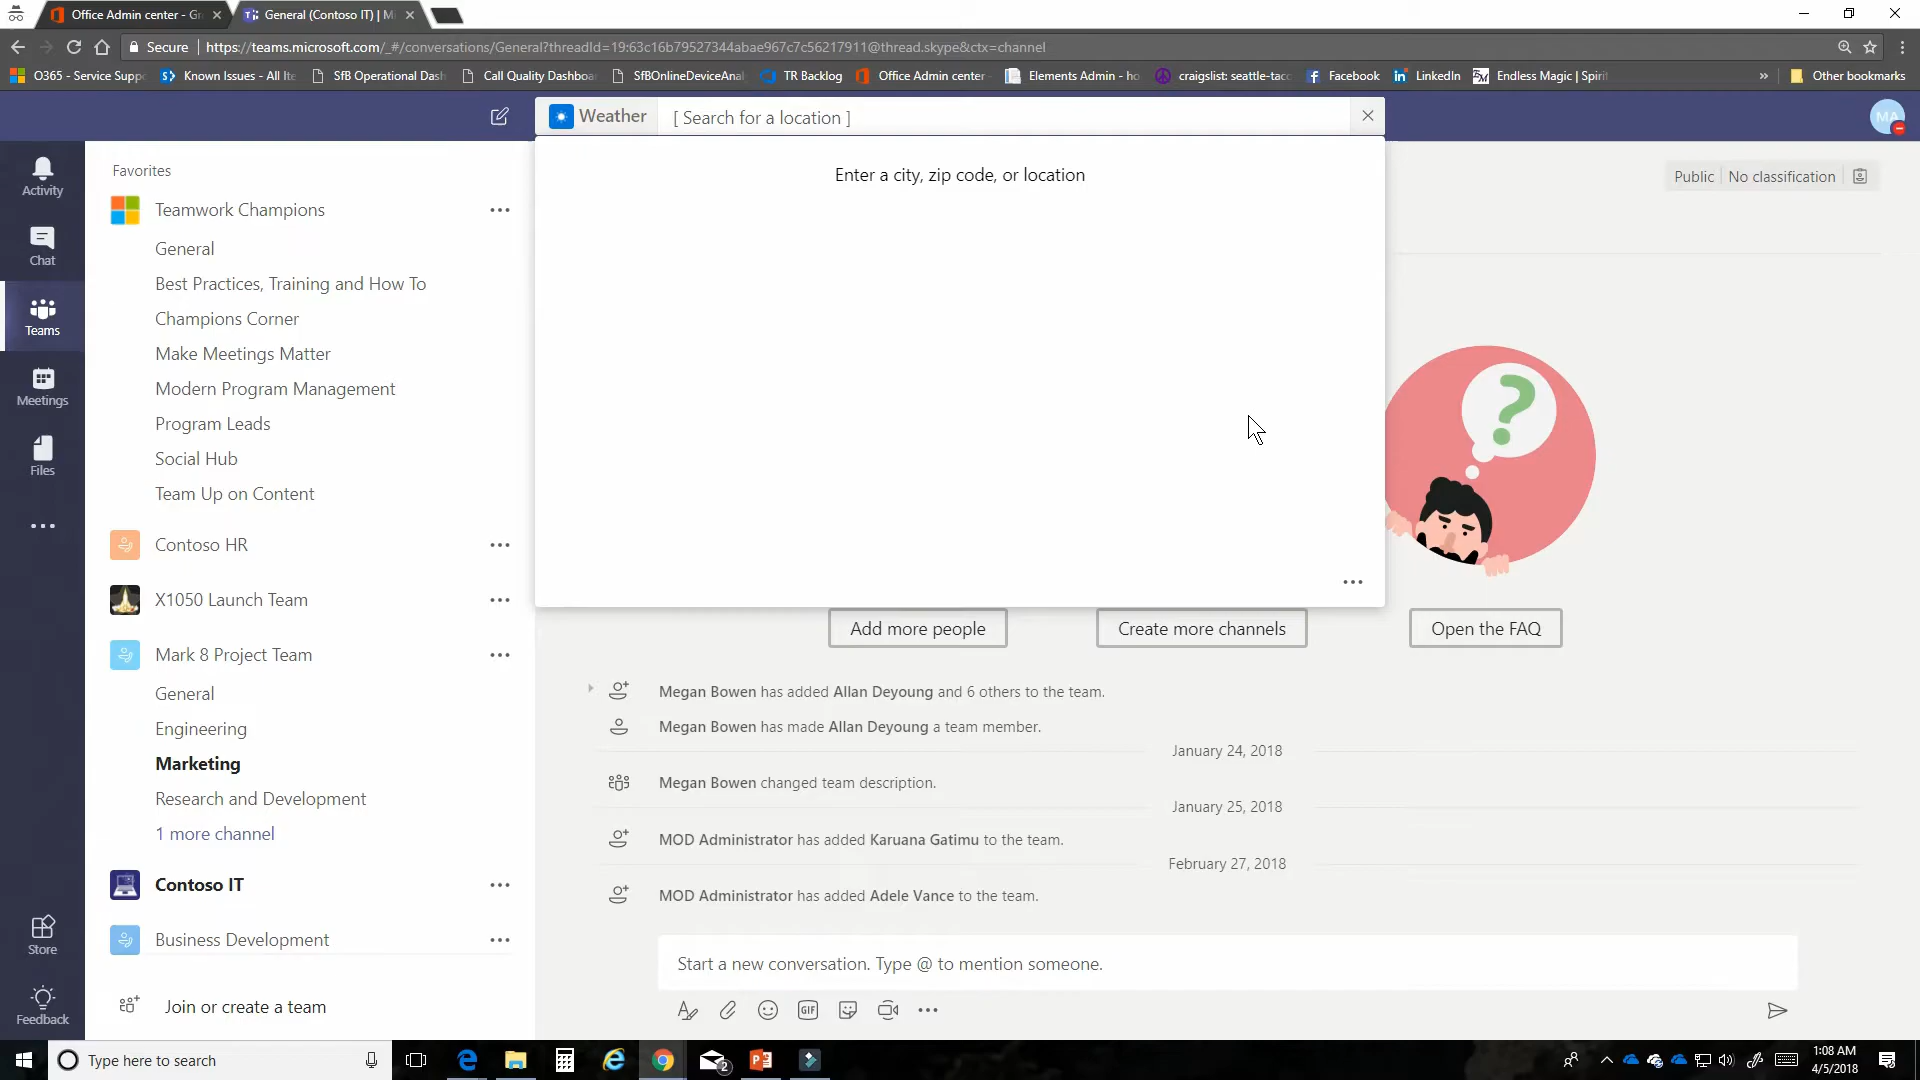 Office Admin center - Gr
General (Contoso IT) | Mi
Secure
https://teams.microsoft.com/_#/conversations/General?threadId=19:63c16b79527344abae967c7c56217911@thread.skype&ctx=channel
O365 - Service Supp
Known Issues - All Ite
SfB Operational Dash
Call Quality Dashboar
SfBOnlineDeviceAnal
TR Backlog
Office Admin center -
Elements Admin - ho
craigslist: seattle-taco
Facebook
LinkedIn
Endless Magic | Spirit
»
Other bookmarks
Weather
[ Search for a location ]
MA
Enter a city, zip code, or location
Public
No classification
Activity
Chat
Teams
Meetings
Files
Store
Feedback
Favorites
Teamwork Champions
General
Best Practices, Training and How To
Champions Corner
Make Meetings Matter
Modern Program Management
Program Leads
Social Hub
Team Up on Content
Contoso HR
X1050 Launch Team
Mark 8 Project Team
General
Engineering
Marketing
Research and Development
1 more channel
Contoso IT
Business Development
Join or create a team
?
Add more people
Create more channels
Open the FAQ
Megan Bowen has added Allan Deyoung and 6 others to the team.
Megan Bowen has made Allan Deyoung a team member.
January 24, 2018
Megan Bowen changed team description.
January 25, 2018
MOD Administrator has added Karuana Gatimu to the team.
February 27, 2018
MOD Administrator has added Adele Vance to the team.
Start a new conversation. Type @ to mention someone.
GIF
Type here to search
2
1:08 AM
4/5/2018